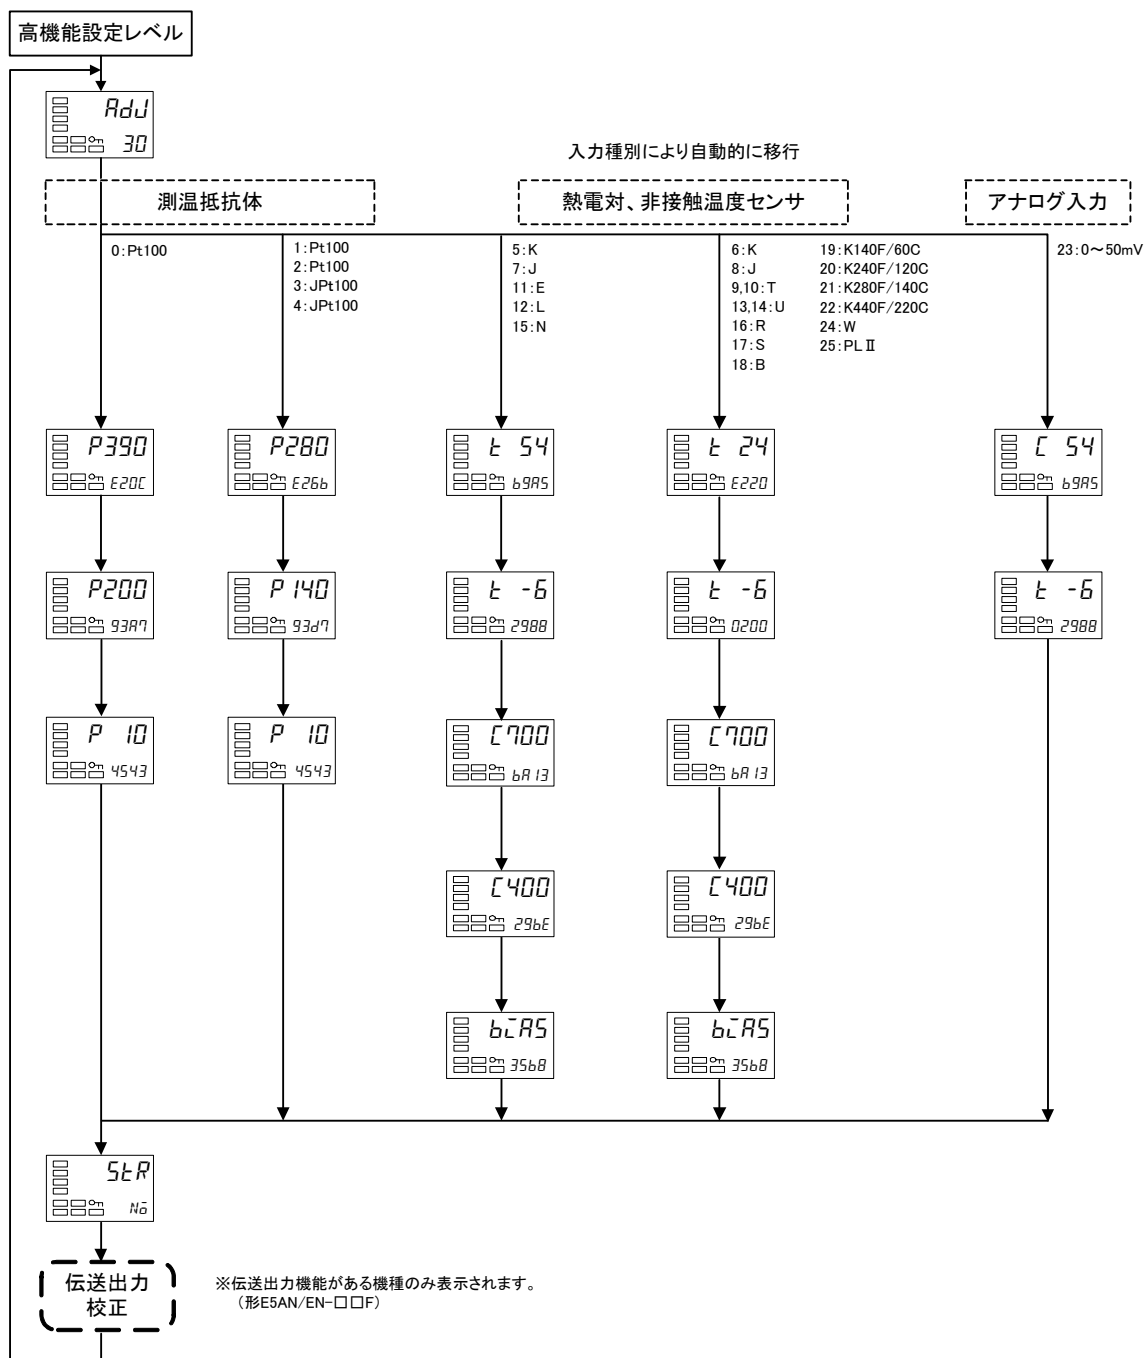 高機能設定レベル
AdJ
30
入力種別により自動的に移行
測温抵抗体
熱電対、非接触温度センサ
アナログ入力
0:Pt100
1:Pt100
2:Pt100
3:JPt100
4:JPt100
5:K
7:J
11:E
12:L
15:N
6:K
8:J
9,10:T
13,14:U
16:R
17:S
18:B
19:K140F/60C
20:K240F/120C
21:K280F/140C
22:K440F/220C
24:W
25:PLⅡ
23:0～50mV
P390
E20C
P280
E26b
t 54
b9A5
t 24
E220
C 54
b9A5
P200
93A7
P 140
93d7
t -6
2988
t -6
0200
t -6
2988
P 10
4543
P 10
4543
C700
bA13
C700
bA13
C400
29bE
C400
29bE
biAS
35b8
biAS
35b8
StR
No
伝送出力
校正
※伝送出力機能がある機種のみ表示されます。
（形E5AN/EN-□□F）